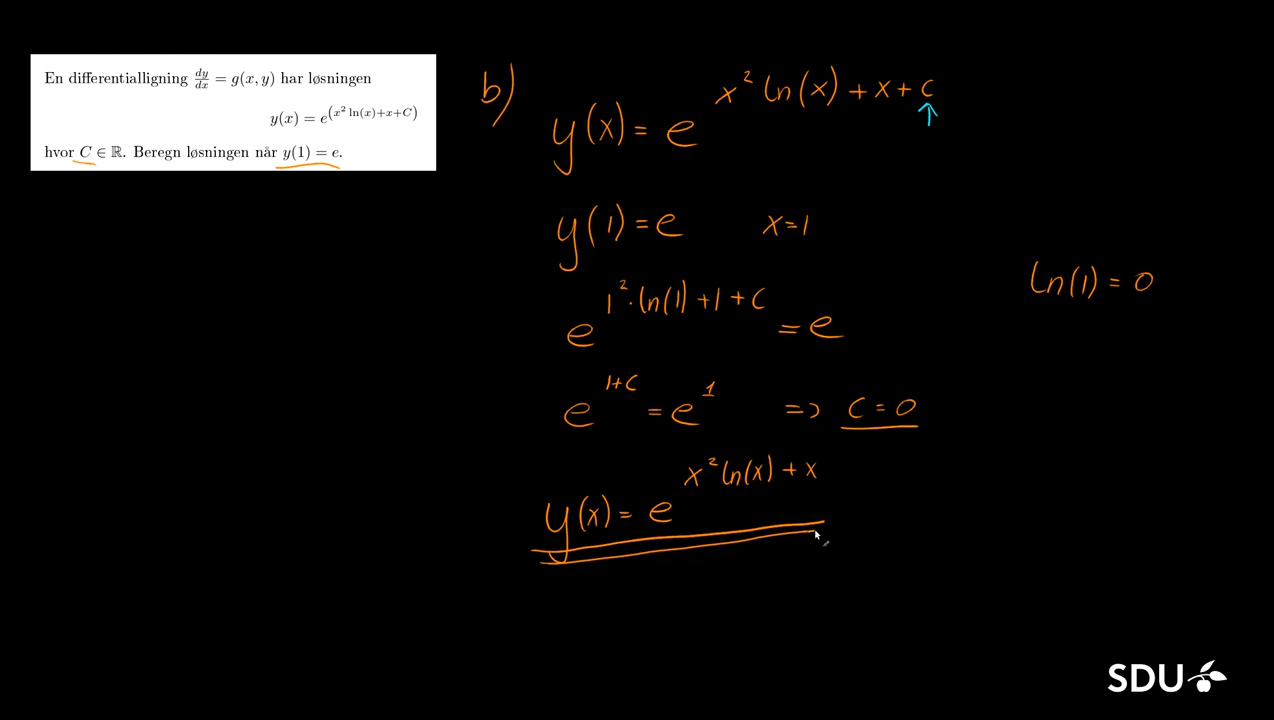 En differentialligning dy/dx = g(x, y) har løsningen
y(x) = e^(x² ln(x)+x+C)
hvor C ∈ ℝ. Beregn løsningen når y(1) = e.
b) y(x) = e^x² ln(x) + x + c
↑
y(1) = e x = 1
ln(1) = 0
e^1²·ln(1) + 1 + c = e
e^1+c = e^1 => c = 0
y(x) = e^x² ln(x) + x
SDU